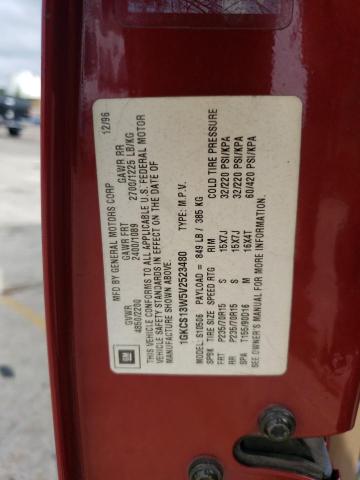 MFD BY GENERAL MOTORS CORP 12/96
GVWR GAWR FRT GAWR RR
4850/2200 2400/1089 2700/1225 LB/KG
THIS VEHICLE CONFORMS TO ALL APPLICABLE U.S. FEDERAL MOTOR
VEHICLE SAFETY STANDARDS IN EFFECT ON THE DATE OF
MANUFACTURE SHOWN ABOVE.
GM
1GKCS13W5V2523480 TYPE: M.P.V.
MODEL: S10506 PAYLOAD = 849 LB / 385 KG
SPBK TIRE SIZE SPEED RTG RIM COLD TIRE PRESSURE
FRT P235/70R15 S 15X7J 32/220 PSI/KPA
RR P235/70R15 S 15X7J 32/220 PSI/KPA
SPA T155/90D16 M 16X4T 60/420 PSI/KPA
SEE OWNER'S MANUAL FOR MORE INFORMATION.